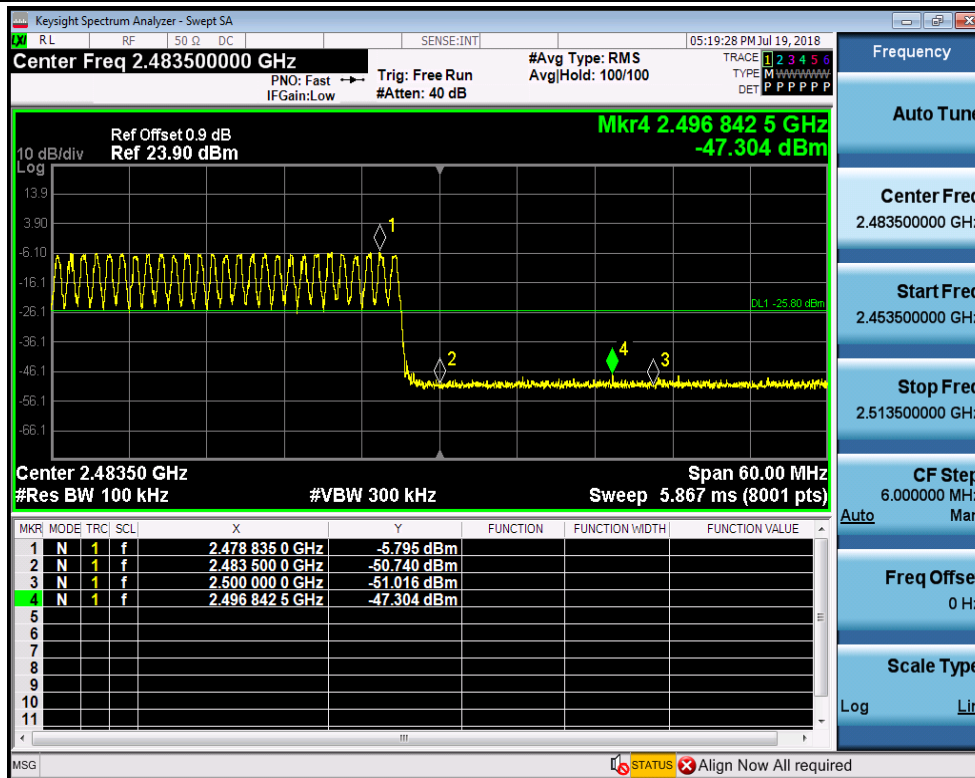 Keysight Spectrum Analyzer - Swept SA
LXI RL RF 50 Ω DC SENSE:INT 05:19:28 PM Jul 19, 2018
Center Freq 2.483500000 GHz
PNO: Fast
IFGain:Low
Trig: Free Run
#Atten: 40 dB
#Avg Type: RMS
Avg|Hold: 100/100
TRACE 1 2 3 4 5 6
TYPE M W W W W W
DET P P P P P P
Ref Offset 0.9 dB
10 dB/div Ref 23.90 dBm
Log
Mkr4 2.496 842 5 GHz
-47.304 dBm
13.9
3.90
-6.10
-16.1
-26.1
-36.1
-46.1
-56.1
-66.1
1
DL1 -25.80 dBm
2
4
3
Center 2.48350 GHz Span 60.00 MHz
#Res BW 100 kHz #VBW 300 kHz Sweep 5.867 ms (8001 pts)
MKR MODE TRC SCL X Y FUNCTION FUNCTION WIDTH FUNCTION VALUE
1 N 1 f 2.478 835 0 GHz -5.795 dBm
2 N 1 f 2.483 500 0 GHz -50.740 dBm
3 N 1 f 2.500 000 0 GHz -51.016 dBm
4 N 1 f 2.496 842 5 GHz -47.304 dBm
5
6
7
8
9
10
11
MSG STATUS Align Now All required
Frequency
Auto Tune
Center Freq
2.483500000 GHz
Start Freq
2.453500000 GHz
Stop Freq
2.513500000 GHz
CF Step
6.000000 MHz
Auto Man
Freq Offset
0 Hz
Scale Type
Log Lin